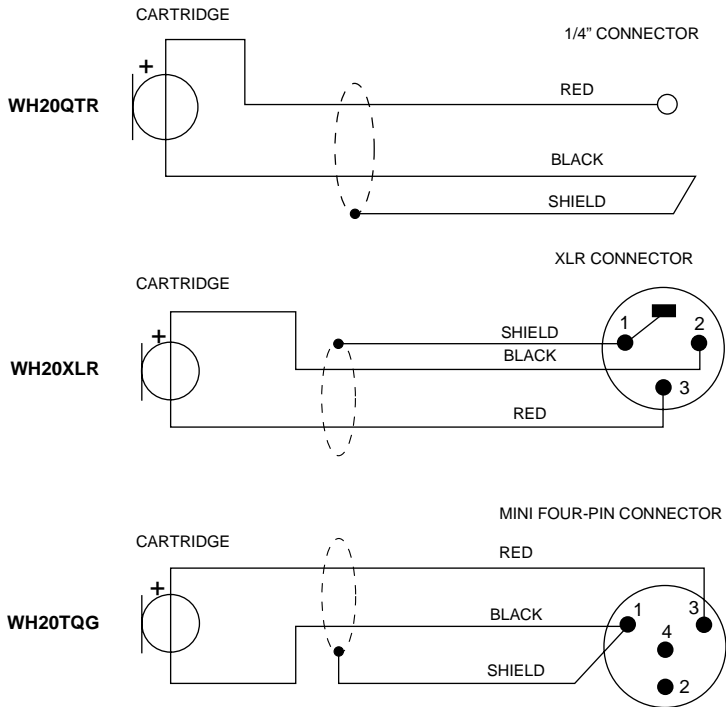 CARTRIDGE
1/4” CONNECTOR
+
RED
WH20QTR
BLACK
SHIELD
XLR CONNECTOR
CARTRIDGE
+
SHIELD
1
2
BLACK
WH20XLR
3
RED
MINI FOUR-PIN CONNECTOR
CARTRIDGE
RED
+
BLACK
1
3
WH20TQG
4
SHIELD
2